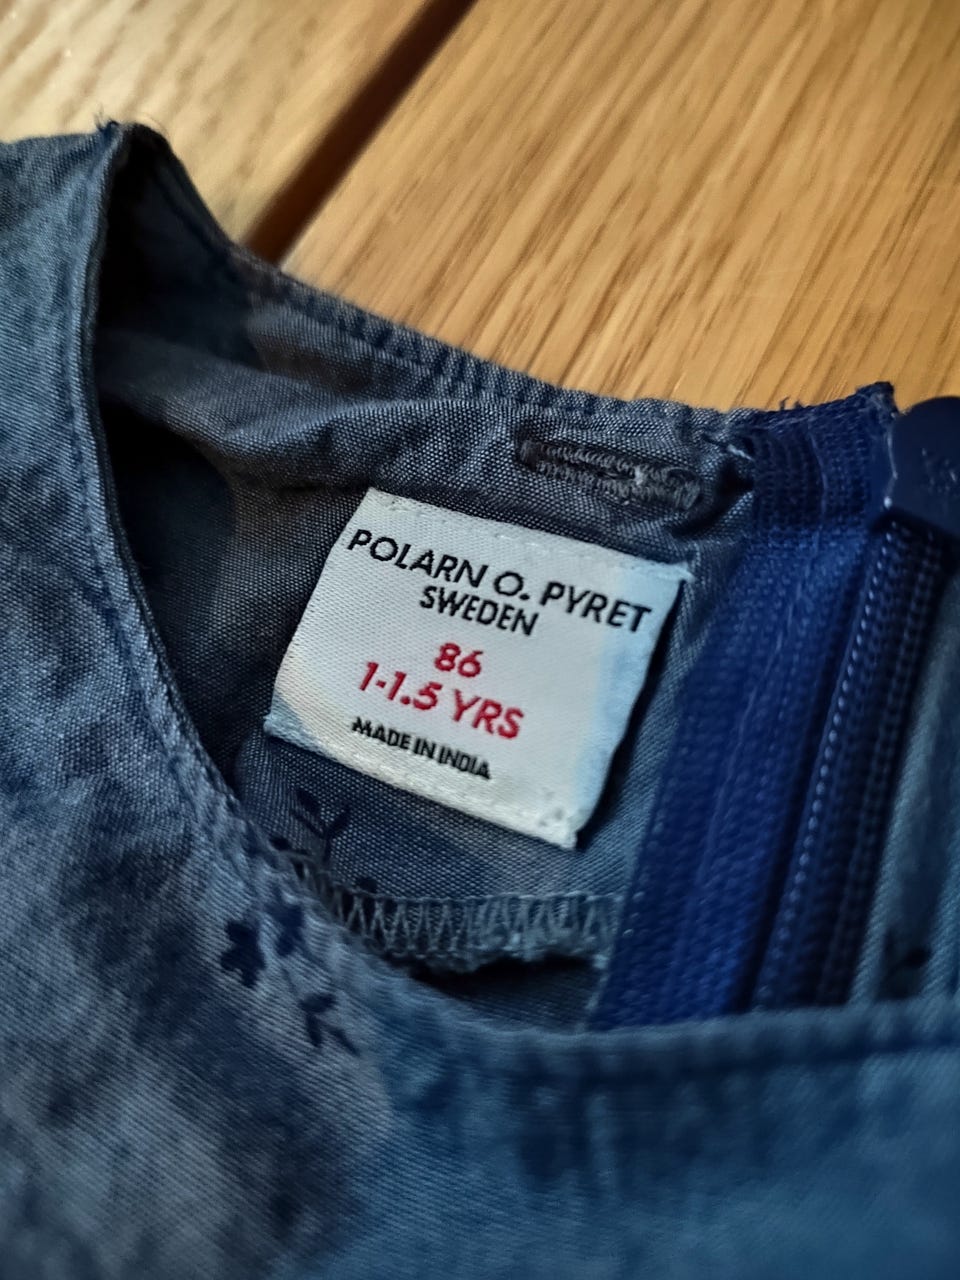 POLARN O. PYRET
SWEDEN
86
1-1.5 YRS
MADE IN INDIA